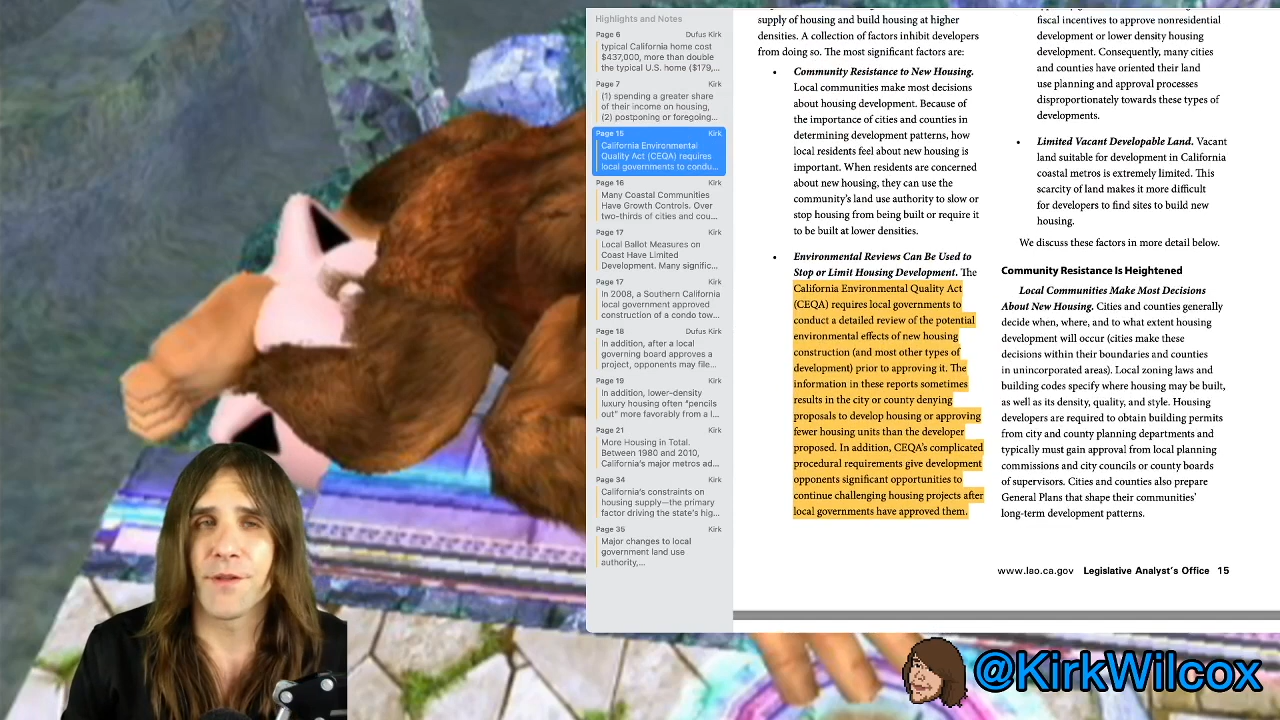 Highlights and Notes
Page 6 Dufus Kirk
typical California home cost
$437,000, more than double
the typical U.S. home ($179,...
Page 7 Kirk
(1) spending a greater share
of their income on housing,
(2) postponing or foregoing...
Page 15 Kirk
California Environmental
Quality Act (CEQA) requires
local governments to condu...
Page 16 Kirk
Many Coastal Communities
Have Growth Controls. Over
two-thirds of cities and cou...
Page 17 Kirk
Local Ballot Measures on
Coast Have Limited
Development. Many signific...
Page 17 Kirk
In 2008, a Southern California
local government approved
construction of a condo tow...
Page 18 Dufus Kirk
In addition, after a local
governing board approves a
project, opponents may file...
Page 19 Kirk
In addition, lower-density
luxury housing often “pencils
out” more favorably from a l...
Page 21 Kirk
More Housing in Total.
Between 1980 and 2010,
California’s major metros ad...
Page 34 Kirk
California’s constraints on
housing supply—the primary
factor driving the state’s hig...
Page 35 Kirk
Major changes to local
government land use
authority,...
supply of housing and build housing at higher
densities. A collection of factors inhibit developers
from doing so. The most significant factors are:
• Community Resistance to New Housing.
Local communities make most decisions
about housing development. Because of
the importance of cities and counties in
determining development patterns, how
local residents feel about new housing is
important. When residents are concerned
about new housing, they can use the
community’s land use authority to slow or
stop housing from being built or require it
to be built at lower densities.
• Environmental Reviews Can Be Used to
Stop or Limit Housing Development. The
California Environmental Quality Act
(CEQA) requires local governments to
conduct a detailed review of the potential
environmental effects of new housing
construction (and most other types of
development) prior to approving it. The
information in these reports sometimes
results in the city or county denying
proposals to develop housing or approving
fewer housing units than the developer
proposed. In addition, CEQA’s complicated
procedural requirements give development
opponents significant opportunities to
continue challenging housing projects after
local governments have approved them.
fiscal incentives to approve nonresidential
development or lower density housing
development. Consequently, many cities
and counties have oriented their land
use planning and approval processes
disproportionately towards these types of
developments.
• Limited Vacant Developable Land. Vacant
land suitable for development in California
coastal metros is extremely limited. This
scarcity of land makes it more difficult
for developers to find sites to build new
housing.
We discuss these factors in more detail below.
Community Resistance Is Heightened
Local Communities Make Most Decisions
About New Housing. Cities and counties generally
decide when, where, and to what extent housing
development will occur (cities make these
decisions within their boundaries and counties
in unincorporated areas). Local zoning laws and
building codes specify where housing may be built,
as well as its density, quality, and style. Housing
developers are required to obtain building permits
from city and county planning departments and
typically must gain approval from local planning
commissions and city councils or county boards
of supervisors. Cities and counties also prepare
General Plans that shape their communities’
long-term development patterns.
www.lao.ca.gov Legislative Analyst’s Office 15
@KirkWilcox